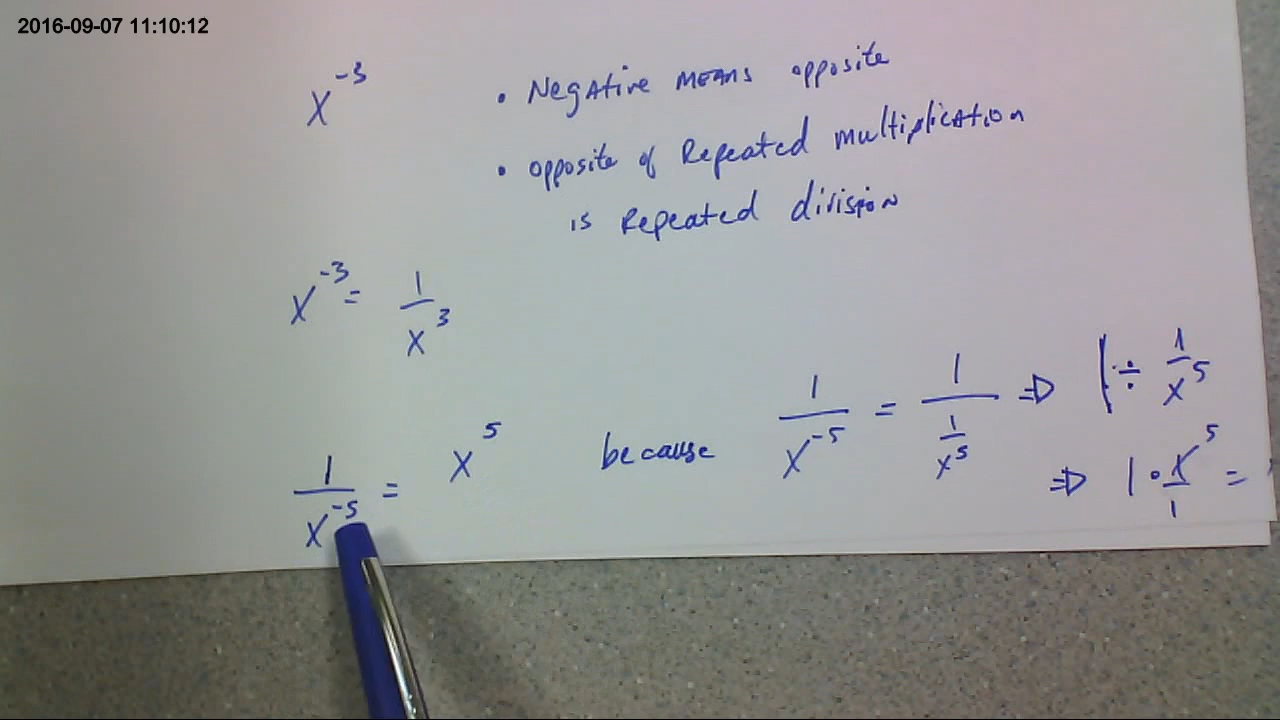 2016-09-07 11:10:12
x^-3
• Negative means opposite
• opposite of Repeated multiplication
is Repeated division
x^-3 = 1/x^3
1/x^-5 = x^5 because 1/x^-5 = 1/(1/x^5) ⇒ 1 ÷ 1/x^5
⇒ 1 • x^5/1 =